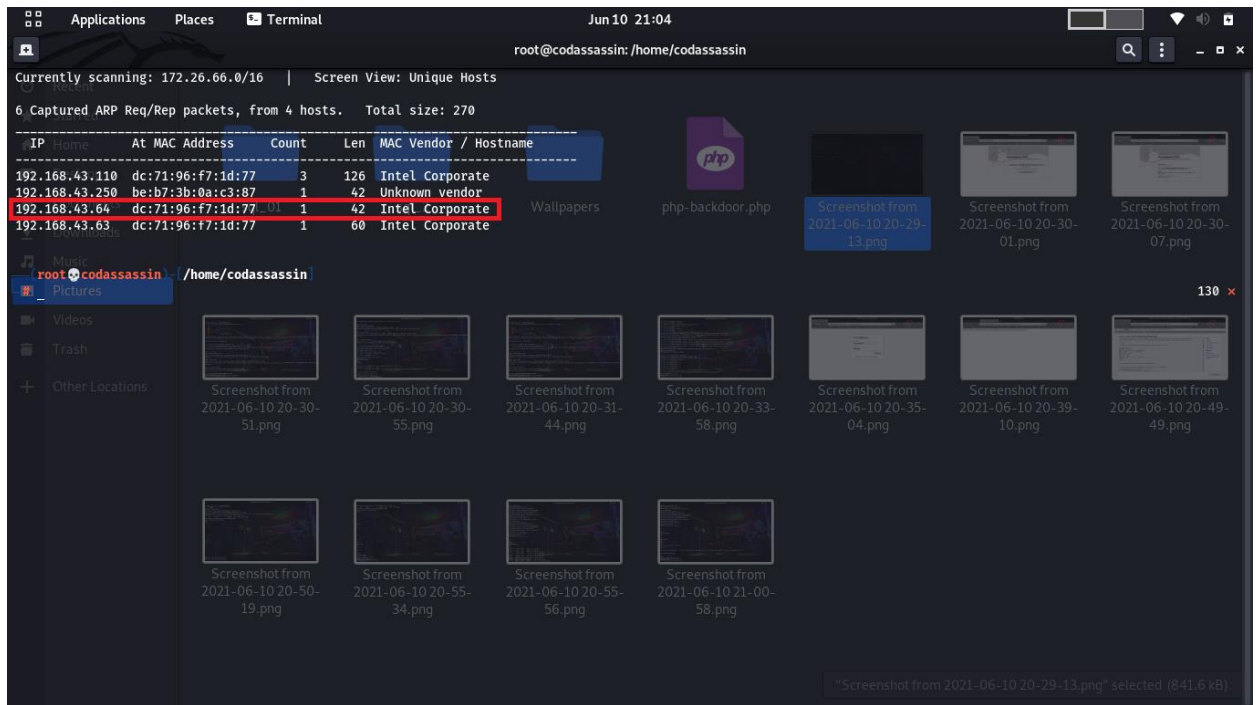 Applications Places Terminal Jun 10 21:04
root@codassassin: /home/codassassin
Currently scanning: 172.26.66.0/16 | Screen View: Unique Hosts
Recent
6 Captured ARP Req/Rep packets, from 4 hosts. Total size: 270
IP At MAC Address Count Len MAC Vendor / Hostname
Home
192.168.43.110 dc:71:96:f7:1d:77 3 126 Intel Corporate
192.168.43.250 be:b7:3b:0a:c3:87 1 42 Unknown vendor
192.168.43.64 dc:71:96:f7:1d:77 1 42 Intel Corporate
192.168.43.63 dc:71:96:f7:1d:77 1 60 Intel Corporate
Downloads
Music
(root💀codassassin)-[/home/codassassin]
# _ 130 ×
Pictures
Videos
Trash
Other Locations
php
Wallpapers
php-backdoor.php
Screenshot from
2021-06-10 20-29-
13.png
Screenshot from
2021-06-10 20-30-
01.png
Screenshot from
2021-06-10 20-30-
07.png
Screenshot from
2021-06-10 20-30-
51.png
Screenshot from
2021-06-10 20-30-
55.png
Screenshot from
2021-06-10 20-31-
44.png
Screenshot from
2021-06-10 20-33-
58.png
Screenshot from
2021-06-10 20-35-
04.png
Screenshot from
2021-06-10 20-39-
10.png
Screenshot from
2021-06-10 20-49-
49.png
Screenshot from
2021-06-10 20-50-
19.png
Screenshot from
2021-06-10 20-55-
34.png
Screenshot from
2021-06-10 20-55-
56.png
Screenshot from
2021-06-10 21-00-
58.png
"Screenshot from 2021-06-10 20-29-13.png" selected (841.6 kB)